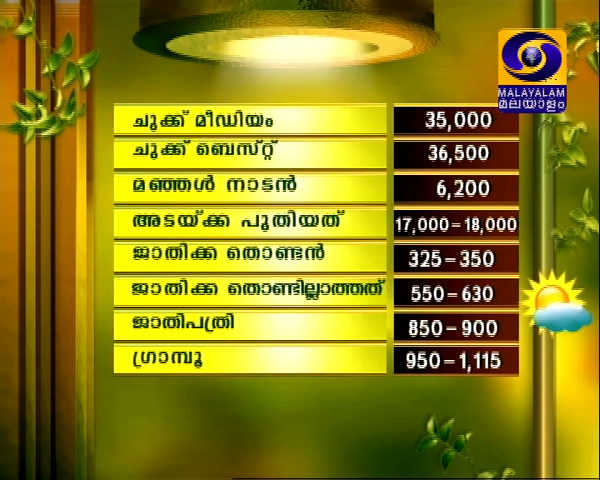 MALAYALAM
മലയാളം
ചുക്ക് മീഡിയം 35,000
ചുക്ക് ബെസ്റ്റ് 36,500
മഞ്ഞൾ നാടൻ 6,200
അടയ്ക്ക പുതിയത് 17,000–18,000
ജാതിക്ക തൊണ്ടൻ 325–350
ജാതിക്ക തൊണ്ടില്ലാത്തത് 550–630
ജാതിപത്രി 850–900
ഗ്രാമ്പൂ 950–1,115